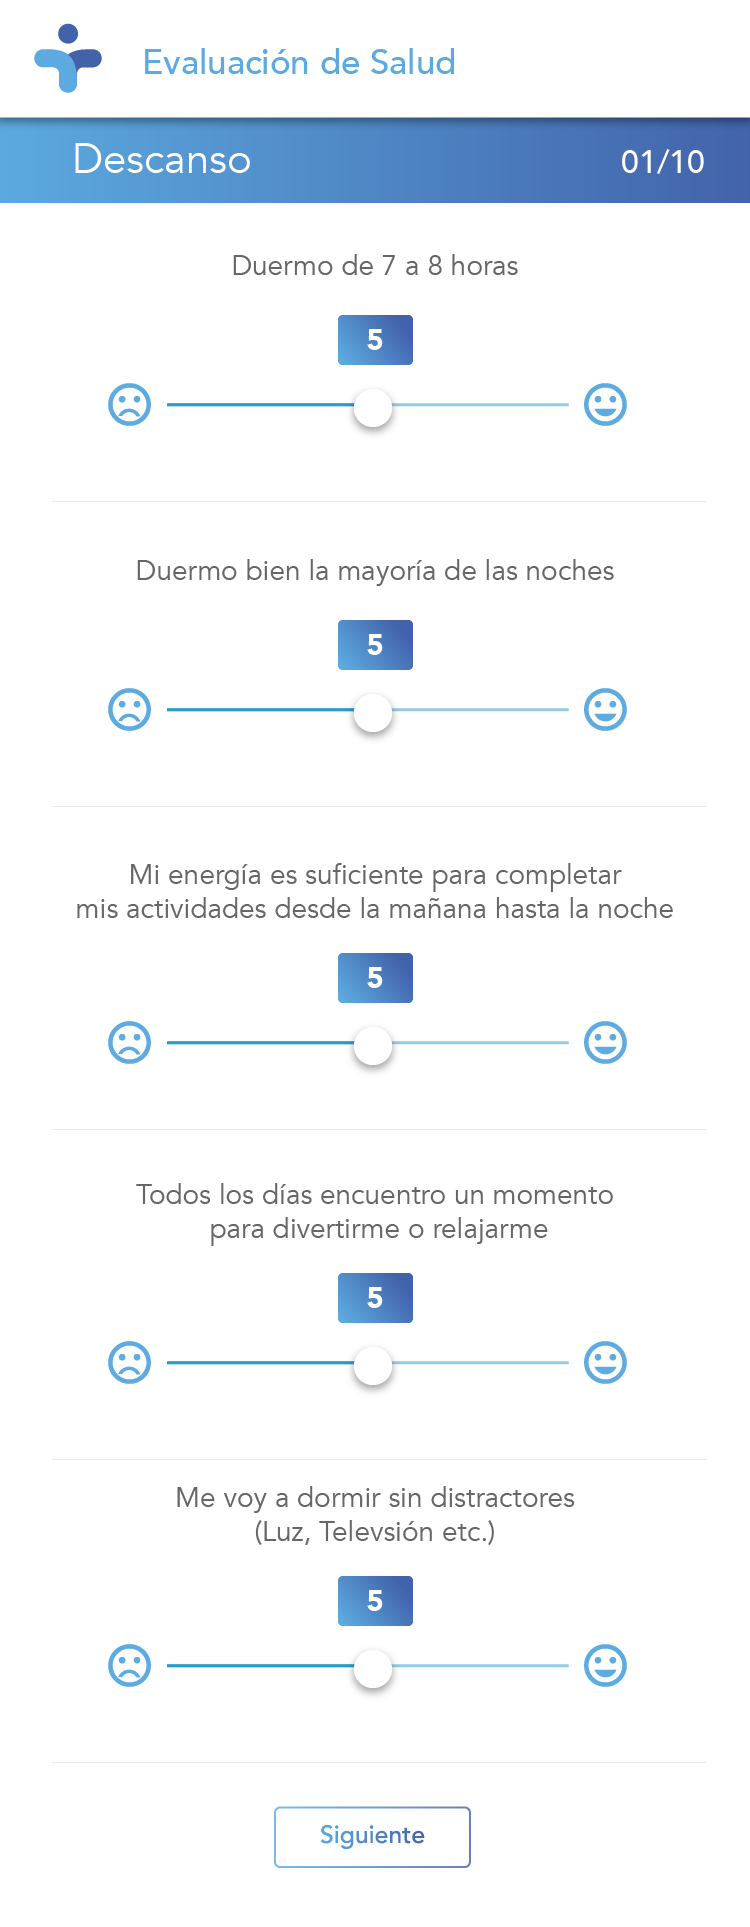 Evaluación de Salud
Descanso 01/10
Duermo de 7 a 8 horas
5
Duermo bien la mayoría de las noches
5
Mi energía es suficiente para completar
mis actividades desde la mañana hasta la noche
5
Todos los días encuentro un momento
para divertirme o relajarme
5
Me voy a dormir sin distractores
(Luz, Televsión etc.)
5
Siguiente